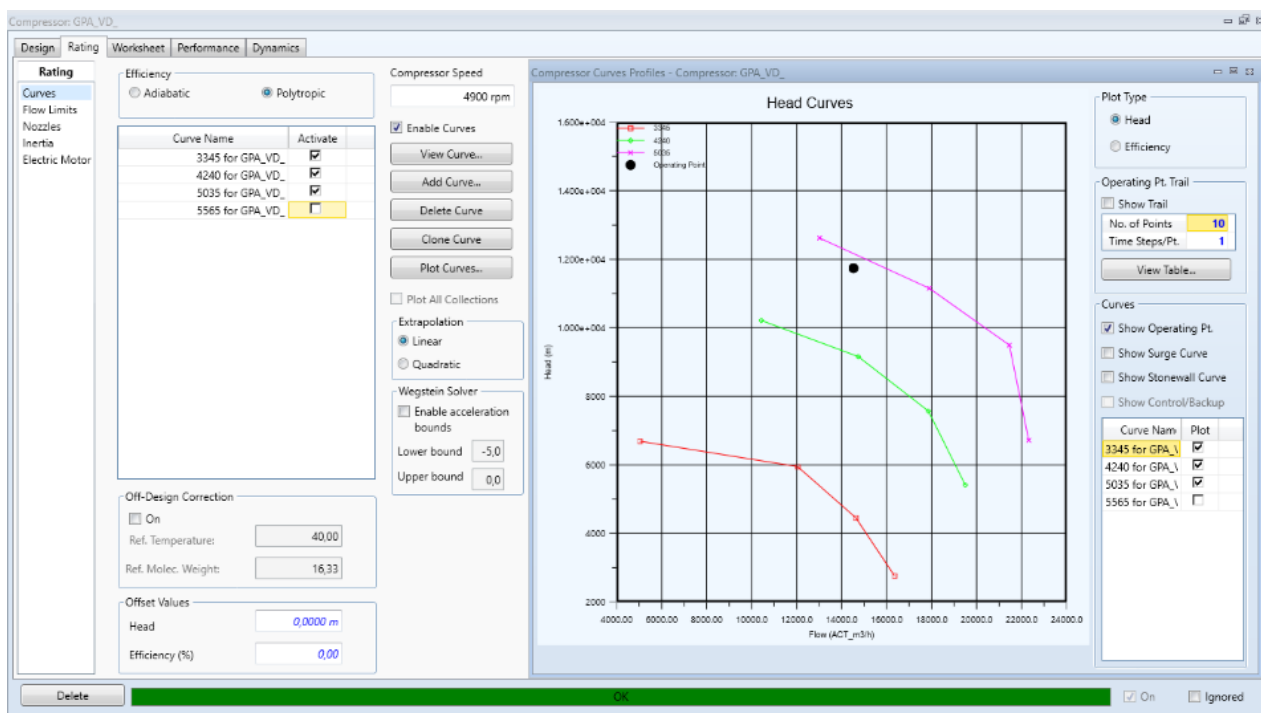 Compressor: GPA_VD_
Design Rating Worksheet Performance Dynamics
Rating
Curves
Flow Limits
Nozzles
Inertia
Electric Motor
Efficiency
Adiabatic Polytropic
Curve Name Activate
3345 for GPA_VD_
4240 for GPA_VD_
5035 for GPA_VD_
5565 for GPA_VD_
Off-Design Correction
On
Ref. Temperature: 40,00
Ref. Molec. Weight: 16,33
Offset Values
Head 0,0000 m
Efficiency (%) 0,00
Compressor Speed
4900 rpm
Enable Curves
View Curve...
Add Curve...
Delete Curve
Clone Curve
Plot Curves...
Plot All Collections
Extrapolation
Linear
Quadratic
Wegstein Solver
Enable acceleration
bounds
Lower bound -5,0
Upper bound 0,0
Compressor Curves Profiles - Compressor: GPA_VD_
Head Curves
3345
4240
5035
Operating Point
1.600e+004
1.400e+004
1.200e+004
1.000e+004
8000
6000
4000
2000
Head (m)
4000.00 6000.00 8000.00 10000.0 12000.0 14000.0 16000.0 18000.0 20000.0 22000.0 24000.0
Flow (ACT_m3/h)
Plot Type
Head
Efficiency
Operating Pt. Trail
Show Trail
No. of Points 10
Time Steps/Pt. 1
View Table...
Curves
Show Operating Pt.
Show Surge Curve
Show Stonewall Curve
Show Control/Backup
Curve Nam Plot
3345 for GPA_\
4240 for GPA_\
5035 for GPA_\
5565 for GPA_\
Delete
OK
On Ignored